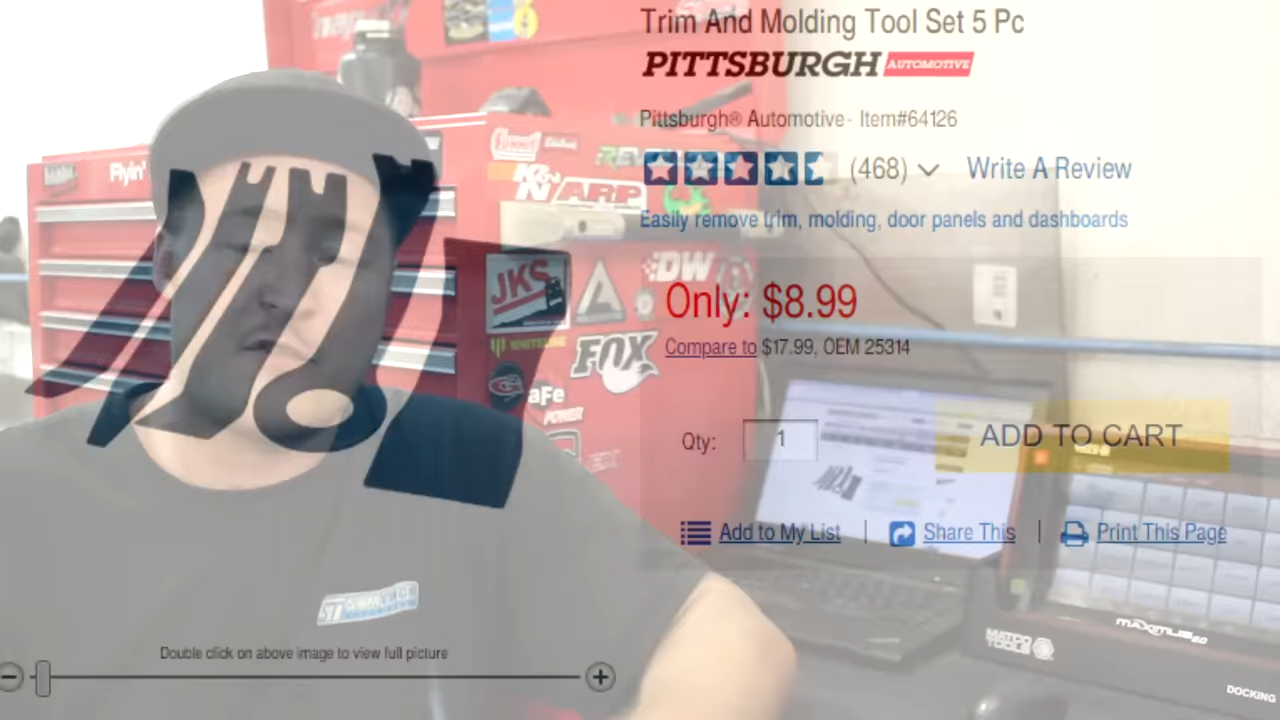 Trim And Molding Tool Set 5 Pc
PITTSBURGH AUTOMOTIVE
Pittsburgh® Automotive - Item#64126
(468) Write A Review
Easily remove trim, molding, door panels and dashboards
Only: $8.99
Compare to $17.99, OEM 25314
Qty: 1 ADD TO CART
Add to My List | Share This | Print This Page
Double click on above image to view full picture
Flyin'
SUMMIT
K&N
ARP
JKS
DW
WHITELINE
FOX
aFe
POWER
MATCO TOOLS
MAXIMUS 2.0
DOCKING